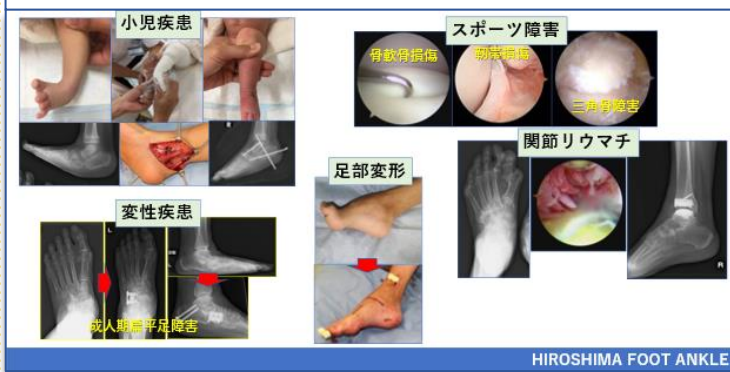 小児疾患
スポーツ障害
骨軟骨損傷
靭帯損傷
三角骨障害
足部変形
関節リウマチ
変性疾患
L
成人期扁平足障害
R
HIROSHIMA FOOT ANKLE